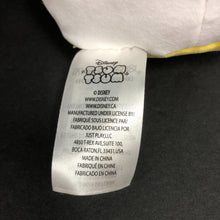 Disney
TSUM
TSUM
© DISNEY
WWW.DISNEY.COM
WWW.DISNEY.CA
MANUFACTURED UNDER LICENSE BY/
FABRIQUÉ SOUS LICENCE PAR/
FABRICADO BAJO LICENCIA POR
JUST PLAY LLC
4850 T-REX AVE, SUITE 100,
BOCA RATON, FL 33431 USA
MADE IN CHINA
FABRIQUÉ EN CHINE
FABRICADO EN CHINA